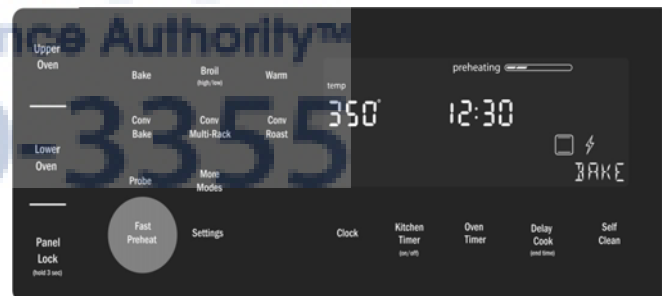 nce Authority™
-3355
Upper
Oven
Bake
Broil
(high/low)
Warm
Conv
Bake
Conv
Multi-Rack
Conv
Roast
Lower
Oven
Probe
More
Modes
Fast
Preheat
Settings
Panel
Lock
(hold 3 sec)
preheating
temp
350°
12:30
BAKE
Clock
Kitchen
Timer
(on/off)
Oven
Timer
Delay
Cook
(end time)
Self
Clean